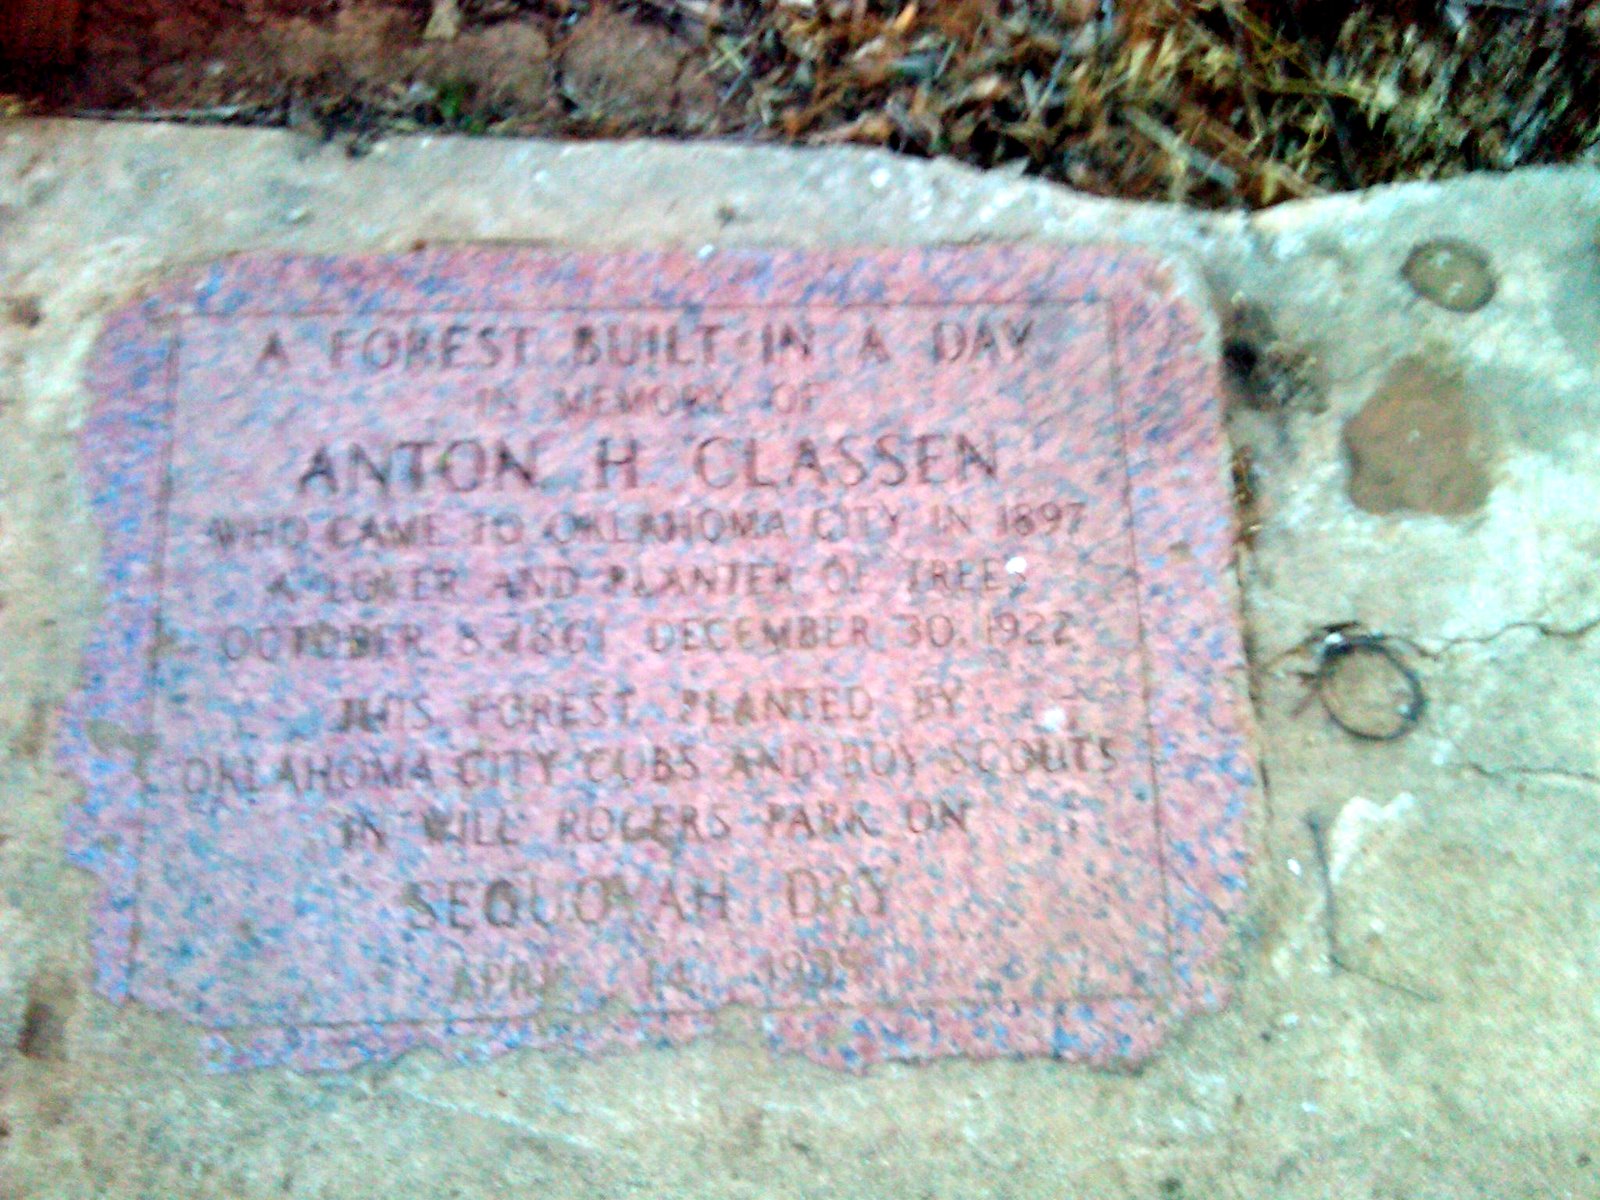 A FOREST BUILT IN A DAY
IN MEMORY OF
ANTON H CLASSEN
WHO CAME TO OKLAHOMA CITY IN 1897
A LOVER AND PLANTER OF TREES
OCTOBER 8, 1861 DECEMBER 30, 1922
THIS FOREST PLANTED BY
OKLAHOMA CITY CUBS AND BOY SCOUTS
IN WILL ROGERS PARK ON
SEQUOYAH DAY
APRIL 14,